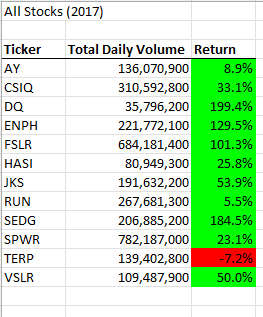 All Stocks (2017)
Ticker Total Daily Volume Return
AY 136,070,900 8.9%
CSIQ 310,592,800 33.1%
DQ 35,796,200 199.4%
ENPH 221,772,100 129.5%
FSLR 684,181,400 101.3%
HASI 80,949,300 25.8%
JKS 191,632,200 53.9%
RUN 267,681,300 5.5%
SEDG 206,885,200 184.5%
SPWR 782,187,000 23.1%
TERP 139,402,800 -7.2%
VSLR 109,487,900 50.0%